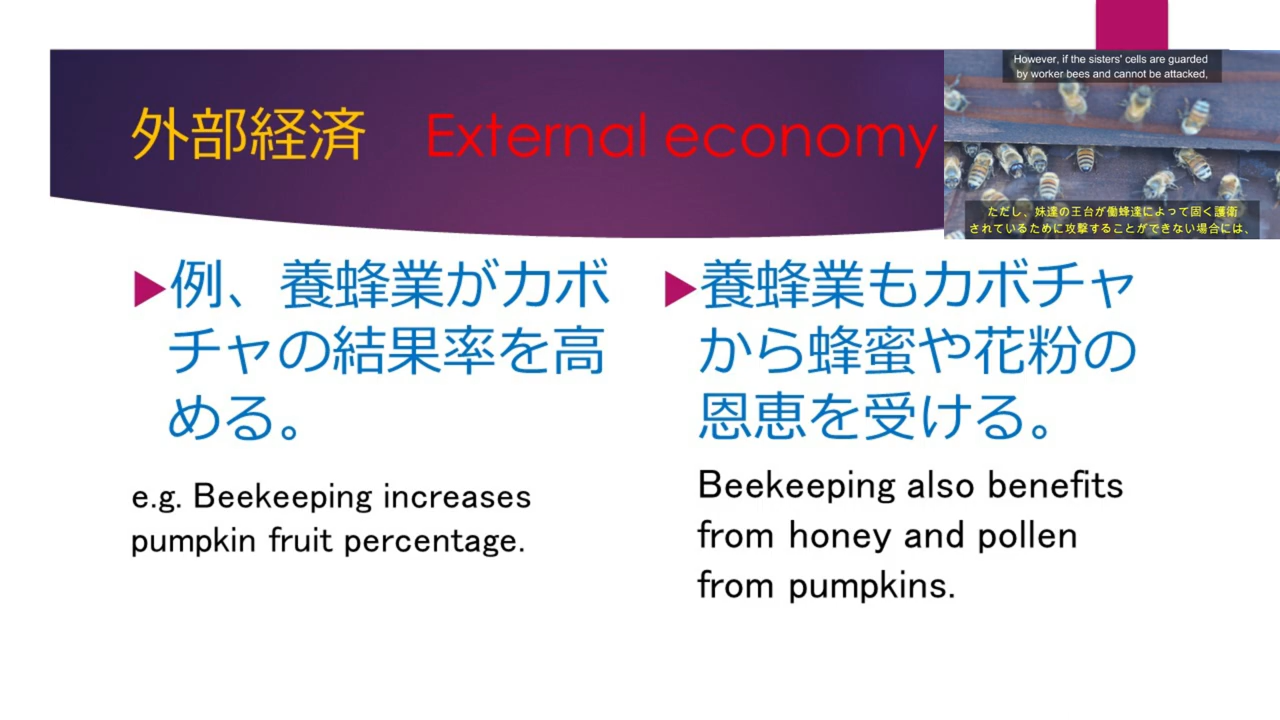 外部経済 External economy
However, if the sisters' cells are guarded
by worker bees and cannot be attacked,
ただし、妹達の王台が働蜂達によって固く護衛
されているために攻撃することができない場合には、
例、養蜂業がカボ
チャの結果率を高
める。
e.g. Beekeeping increases
pumpkin fruit percentage.
養蜂業もカボチャ
から蜂蜜や花粉の
恩恵を受ける。
Beekeeping also benefits
from honey and pollen
from pumpkins.